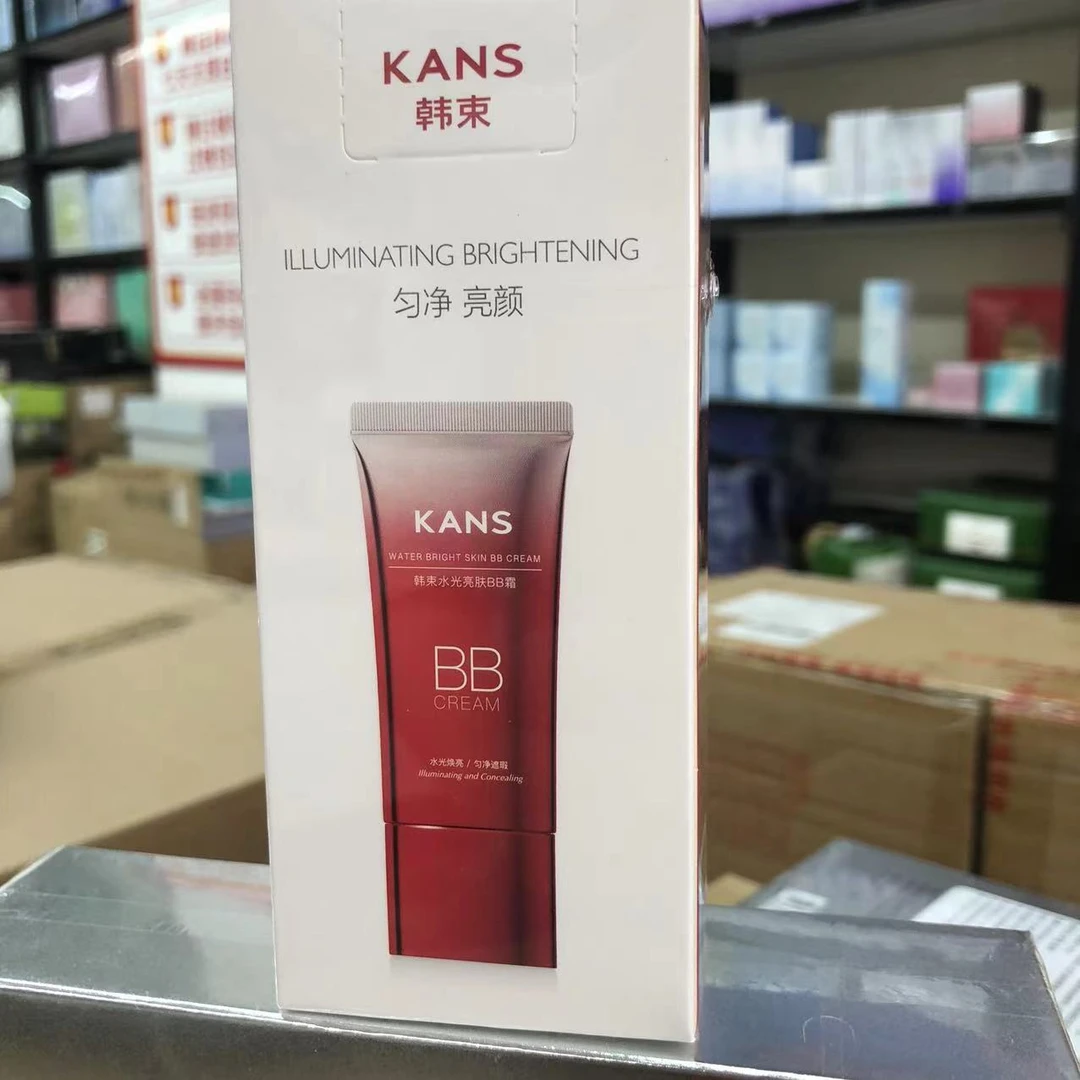 KANS
韩束
ILLUMINATING BRIGHTENING
匀净 亮颜
KANS
WATER BRIGHT SKIN BB CREAM
韩束水光亮肤BB霜
BB
CREAM
水光焕亮 / 匀净遮瑕
Illuminating and Concealing